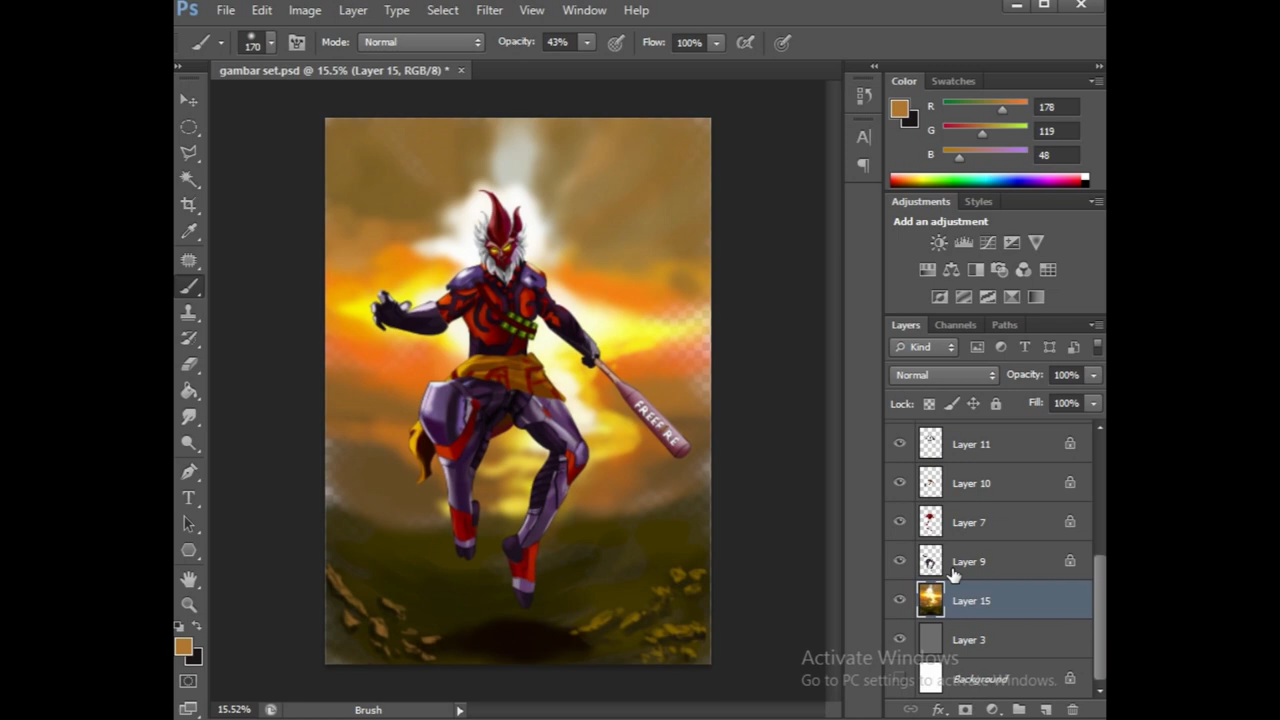 Ps File Edit Image Layer Type Select Filter View Window Help
170 Mode: Normal Opacity: 43% Flow: 100%
gambar set.psd @ 15.5% (Layer 15, RGB/8) * ×
Color Swatches
R 178
G 119
B 48
A
Adjustments Styles
Add an adjustment
Layers Channels Paths
Kind T
Normal Opacity: 100%
Lock: Fill: 100%
Layer 11
Layer 10
Layer 7
Layer 9
Layer 15
Layer 3
Background
FREEFIRE
T
Activate Windows
Go to PC settings to activate Windows.
fx
15.52% Brush